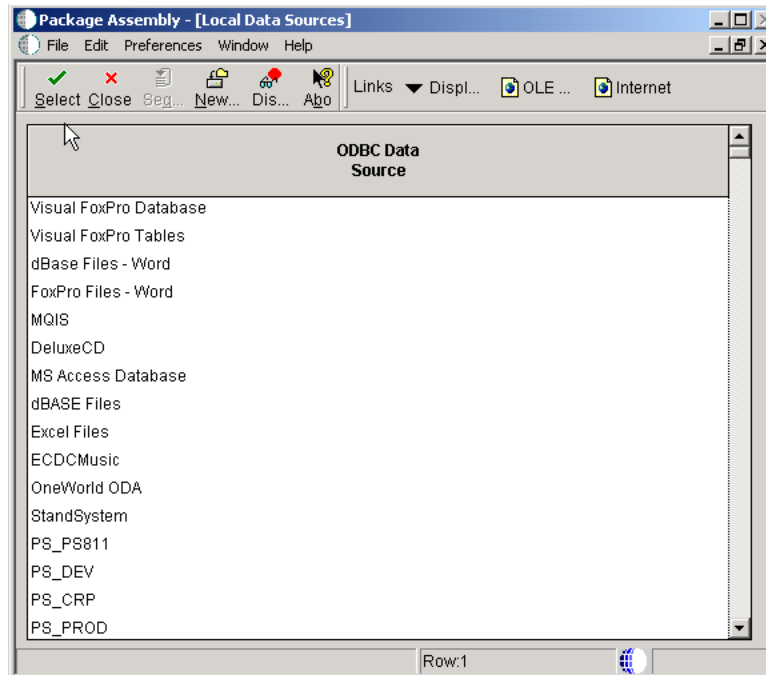 Package Assembly - [Local Data Sources]
File Edit Preferences Window Help
Select Close Seq... New... Dis... Abo Links Displ... OLE ... Internet
ODBC Data
Source
Visual FoxPro Database
Visual FoxPro Tables
dBase Files - Word
FoxPro Files - Word
MQIS
DeluxeCD
MS Access Database
dBASE Files
Excel Files
ECDCMusic
OneWorld ODA
StandSystem
PS_PS811
PS_DEV
PS_CRP
PS_PROD
Row:1